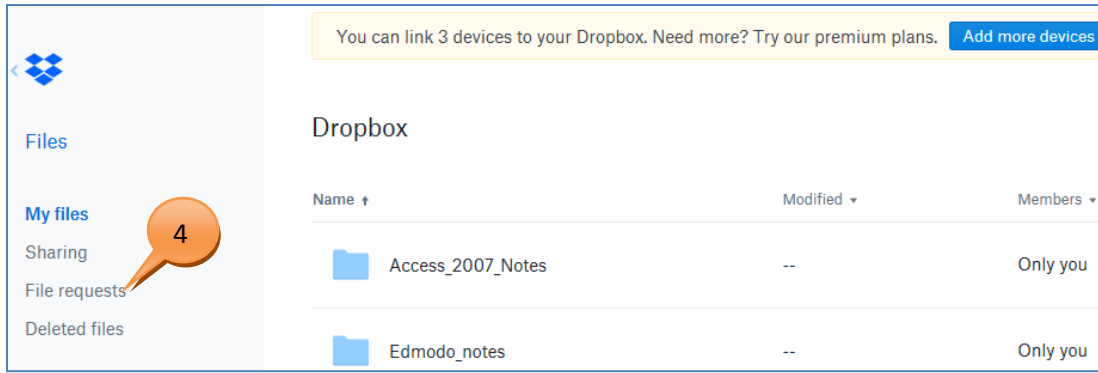 You can link 3 devices to your Dropbox. Need more? Try our premium plans. Add more devices
Files
Dropbox
My files
Sharing
File requests
Deleted files
4
Name ↑ Modified ▾ Members ▾
Access_2007_Notes -- Only you
Edmodo_notes -- Only you